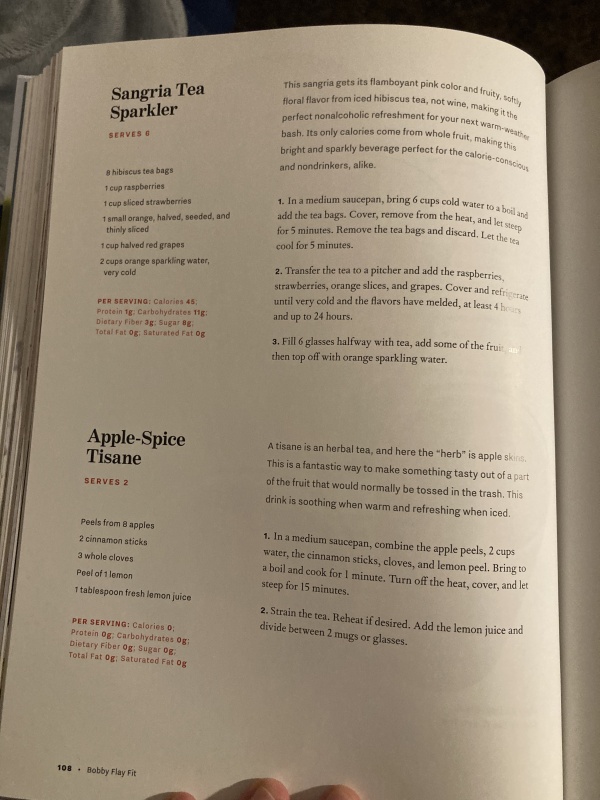 Sangria Tea
Sparkler
SERVES 6
8 hibiscus tea bags
1 cup raspberries
1 cup sliced strawberries
1 small orange, halved, seeded, and
thinly sliced
1 cup halved red grapes
2 cups orange sparkling water,
very cold
PER SERVING: Calories 45;
Protein 1g; Carbohydrates 11g;
Dietary Fiber 3g; Sugar 8g;
Total Fat 0g; Saturated Fat 0g
This sangria gets its flamboyant pink color and fruity, softly
floral flavor from iced hibiscus tea, not wine, making it the
perfect nonalcoholic refreshment for your next warm-weather
bash. Its only calories come from whole fruit, making this
bright and sparkly beverage perfect for the calorie-conscious
and nondrinkers, alike.
1. In a medium saucepan, bring 6 cups cold water to a boil and
add the tea bags. Cover, remove from the heat, and let steep
for 5 minutes. Remove the tea bags and discard. Let the tea
cool for 5 minutes.
2. Transfer the tea to a pitcher and add the raspberries,
strawberries, orange slices, and grapes. Cover and refrigerate
until very cold and the flavors have melded, at least 4 hours
and up to 24 hours.
3. Fill 6 glasses halfway with tea, add some of the fruit, and
then top off with orange sparkling water.
Apple-Spice
Tisane
SERVES 2
Peels from 8 apples
2 cinnamon sticks
3 whole cloves
Peel of 1 lemon
1 tablespoon fresh lemon juice
PER SERVING: Calories 0;
Protein 0g; Carbohydrates 0g;
Dietary Fiber 0g; Sugar 0g;
Total Fat 0g; Saturated Fat 0g
A tisane is an herbal tea, and here the "herb" is apple skins.
This is a fantastic way to make something tasty out of a part
of the fruit that would normally be tossed in the trash. This
drink is soothing when warm and refreshing when iced.
1. In a medium saucepan, combine the apple peels, 2 cups
water, the cinnamon sticks, cloves, and lemon peel. Bring to
a boil and cook for 1 minute. Turn off the heat, cover, and let
steep for 15 minutes.
2. Strain the tea. Reheat if desired. Add the lemon juice and
divide between 2 mugs or glasses.
108 • Bobby Flay Fit